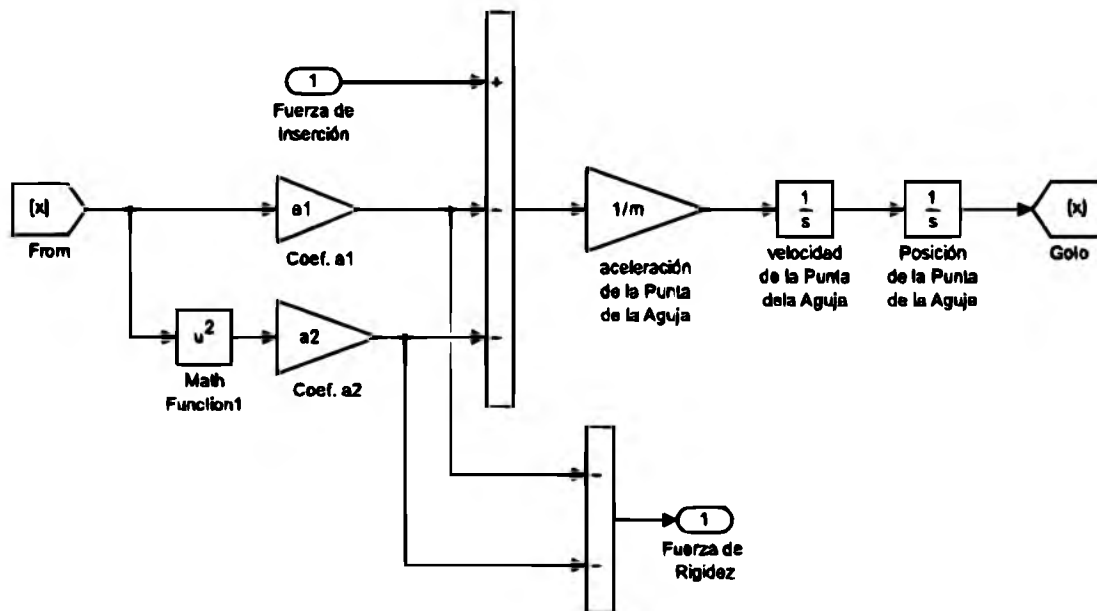 1
Fuerza de
Inserción
+
(x)
From
a1
Coef. a1
-
1/m
aceleración
de la Punta
de la Aguja
1
s
velocidad
de la Punta
dela Aguja
1
s
Posición
de la Punta
de la Aguja
(x)
Goto
u2
Math
Function1
a2
Coef. a2
-
-
-
1
Fuerza de
Rigidez